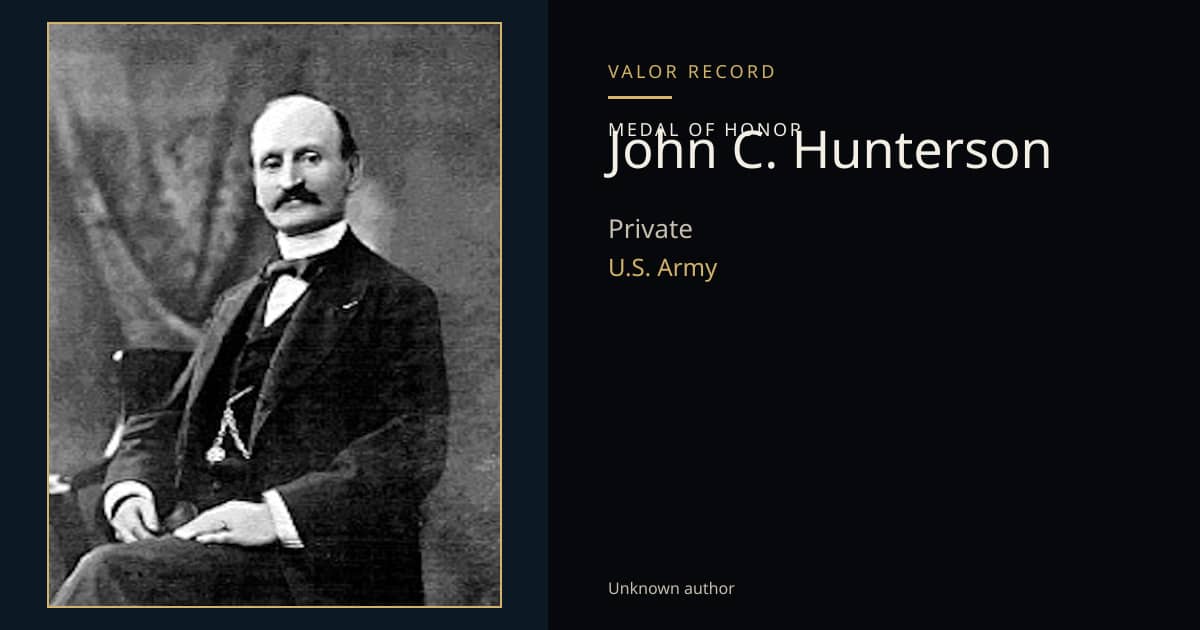 VALOR RECORD
MEDAL OF HONOR
John C. Hunterson
Private
U.S. Army
Unknown author